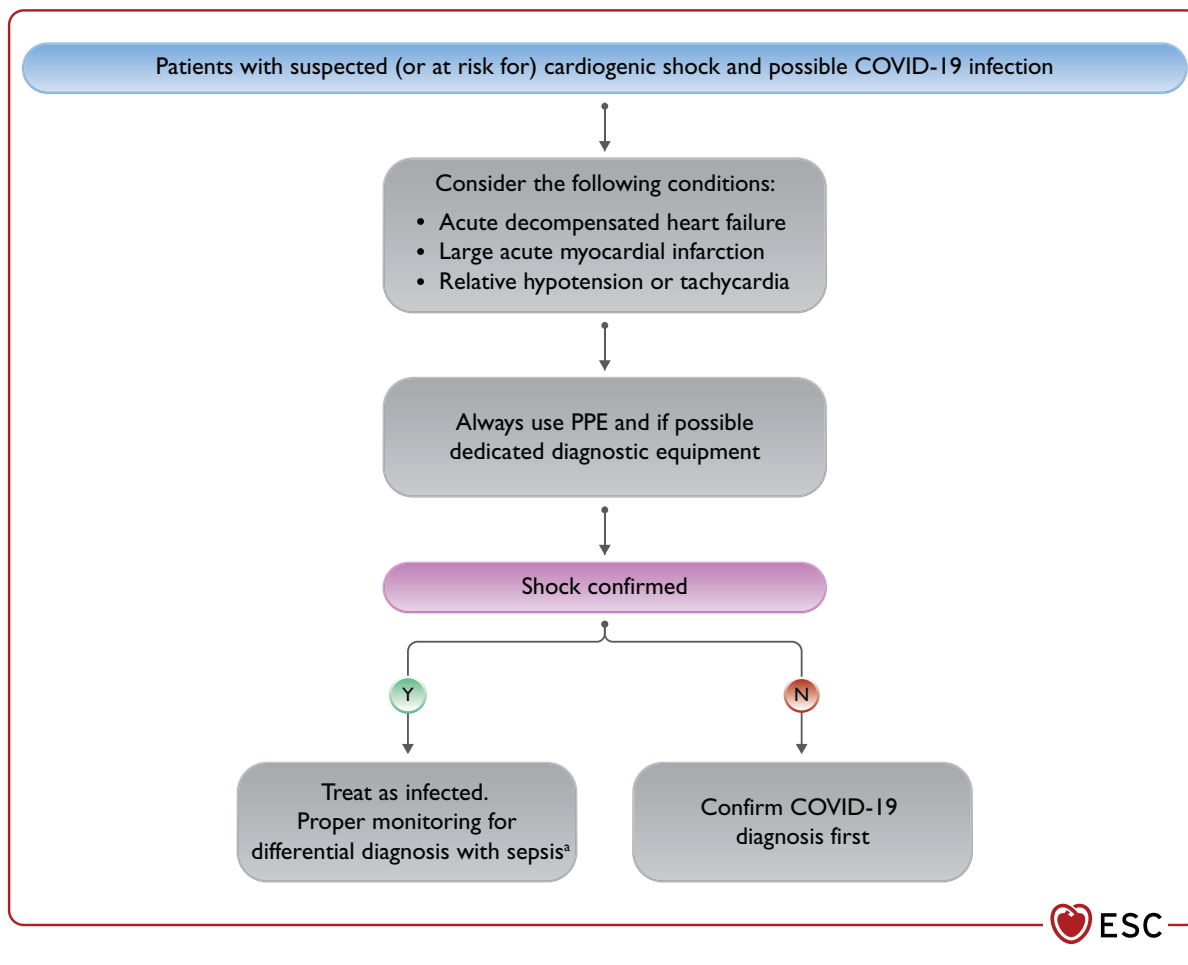 Patients with suspected (or at risk for) cardiogenic shock and possible COVID-19 infection
Consider the following conditions:
• Acute decompensated heart failure
• Large acute myocardial infarction
• Relative hypotension or tachycardia
Always use PPE and if possible
dedicated diagnostic equipment
Shock confirmed
Y
N
Treat as infected.
Proper monitoring for
differential diagnosis with sepsisᵃ
Confirm COVID-19
diagnosis first
ESC